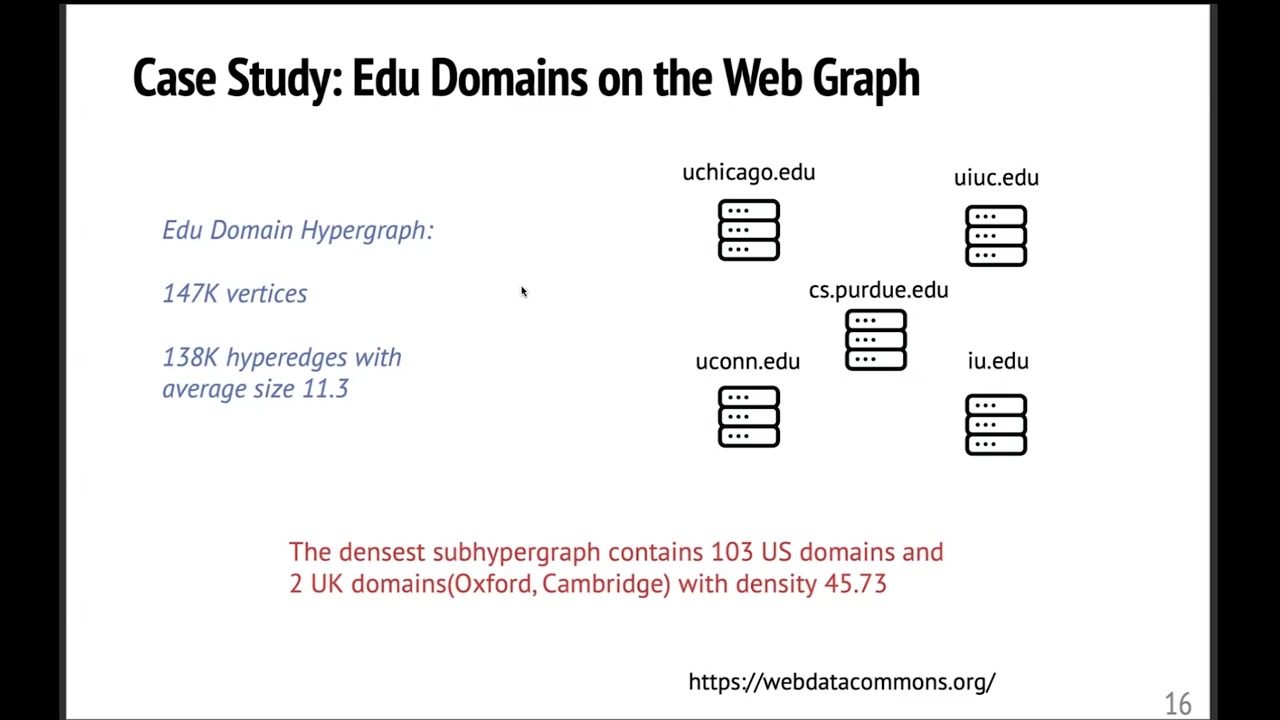 Case Study: Edu Domains on the Web Graph
uchicago.edu
uiuc.edu
Edu Domain Hypergraph:
147K vertices
cs.purdue.edu
138K hyperedges with
average size 11.3
uconn.edu
iu.edu
The densest subhypergraph contains 103 US domains and
2 UK domains(Oxford, Cambridge) with density 45.73
https://webdatacommons.org/
16